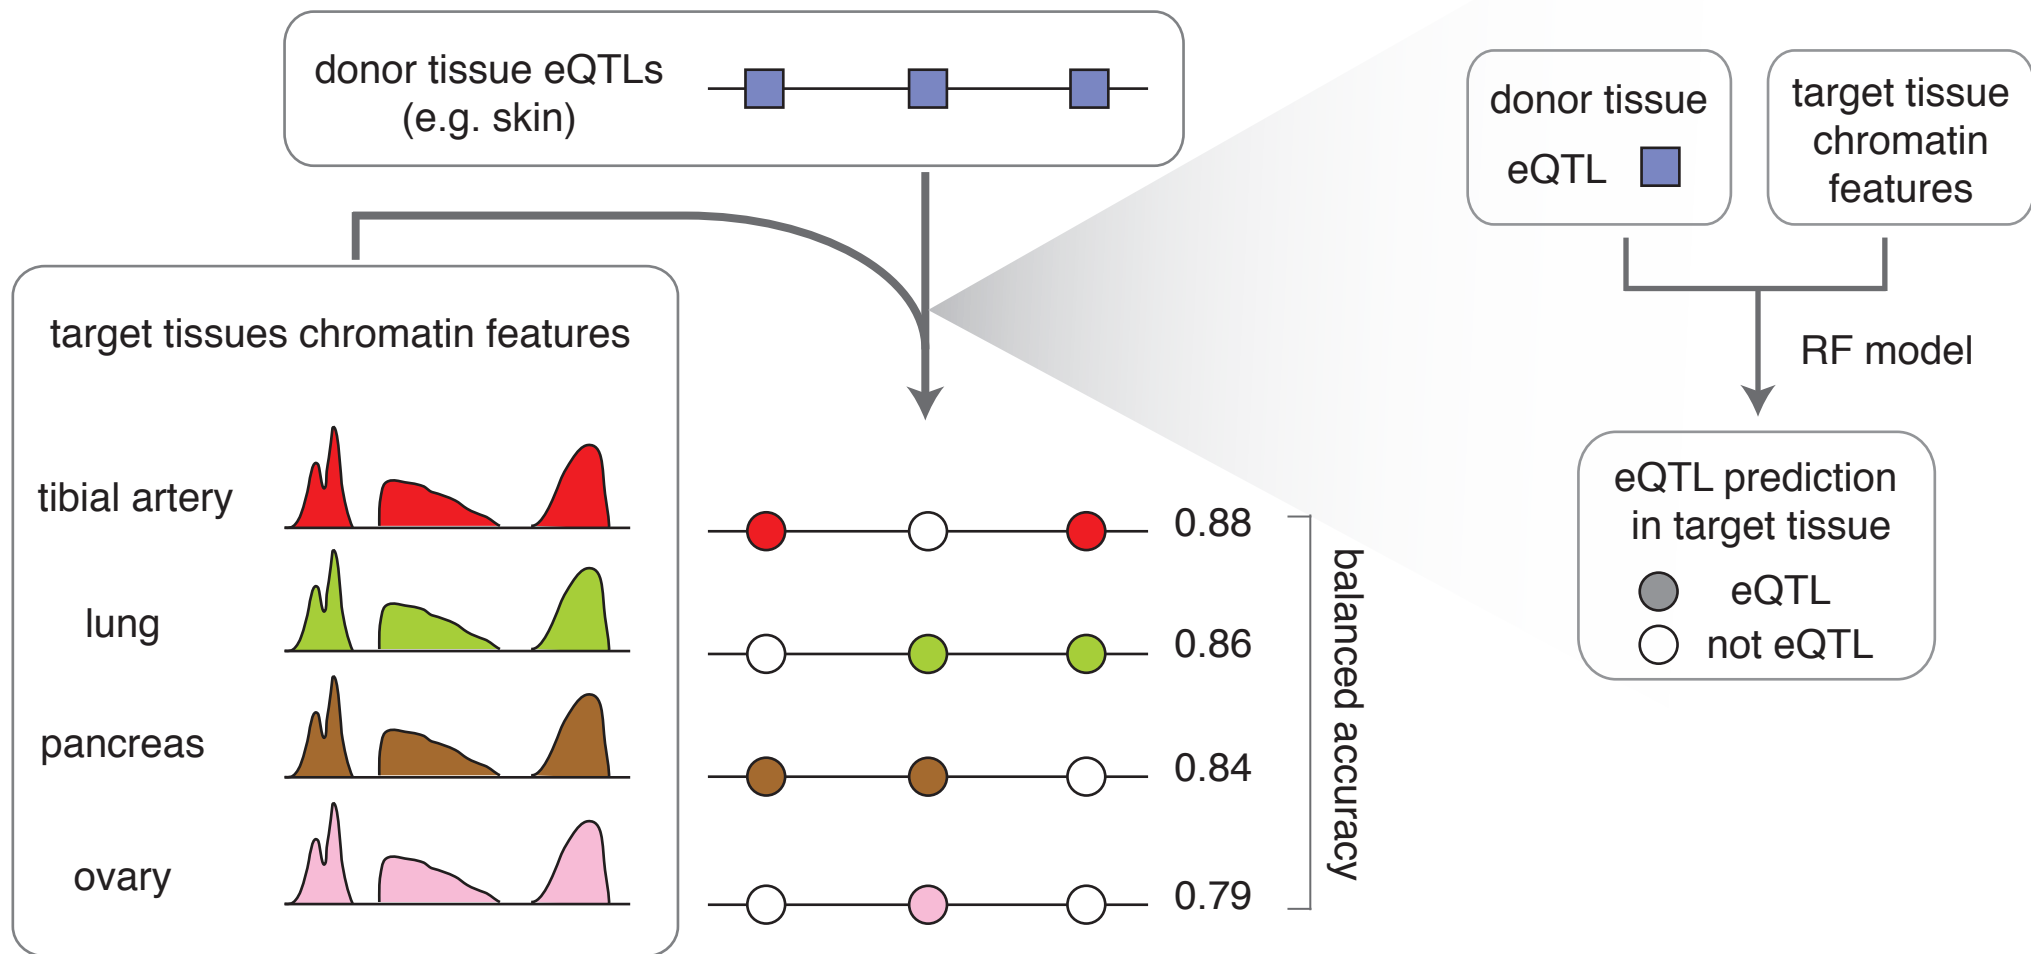 donor tissue eQTLs
(e.g. skin)
target tissues chromatin features
tibial artery
lung
pancreas
ovary
0.88
0.86
0.84
0.79
balanced accuracy
donor tissue
eQTL
target tissue
chromatin
features
RF model
eQTL prediction
in target tissue
eQTL
not eQTL